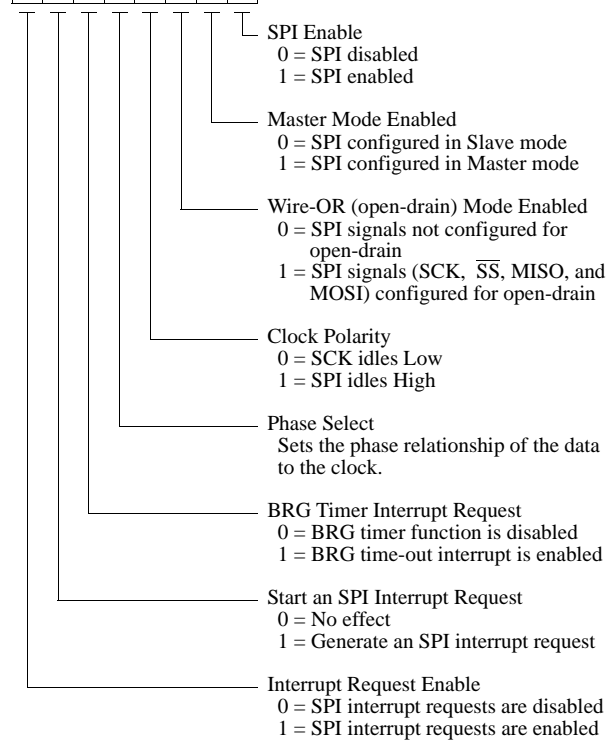 SPI Enable
0 = SPI disabled
1 = SPI enabled
Master Mode Enabled
0 = SPI configured in Slave mode
1 = SPI configured in Master mode
Wire-OR (open-drain) Mode Enabled
0 = SPI signals not configured for
open-drain
1 = SPI signals (SCK, S̅S̅, MISO, and
MOSI) configured for open-drain
Clock Polarity
0 = SCK idles Low
1 = SPI idles High
Phase Select
Sets the phase relationship of the data
to the clock.
BRG Timer Interrupt Request
0 = BRG timer function is disabled
1 = BRG time-out interrupt is enabled
Start an SPI Interrupt Request
0 = No effect
1 = Generate an SPI interrupt request
Interrupt Request Enable
0 = SPI interrupt requests are disabled
1 = SPI interrupt requests are enabled